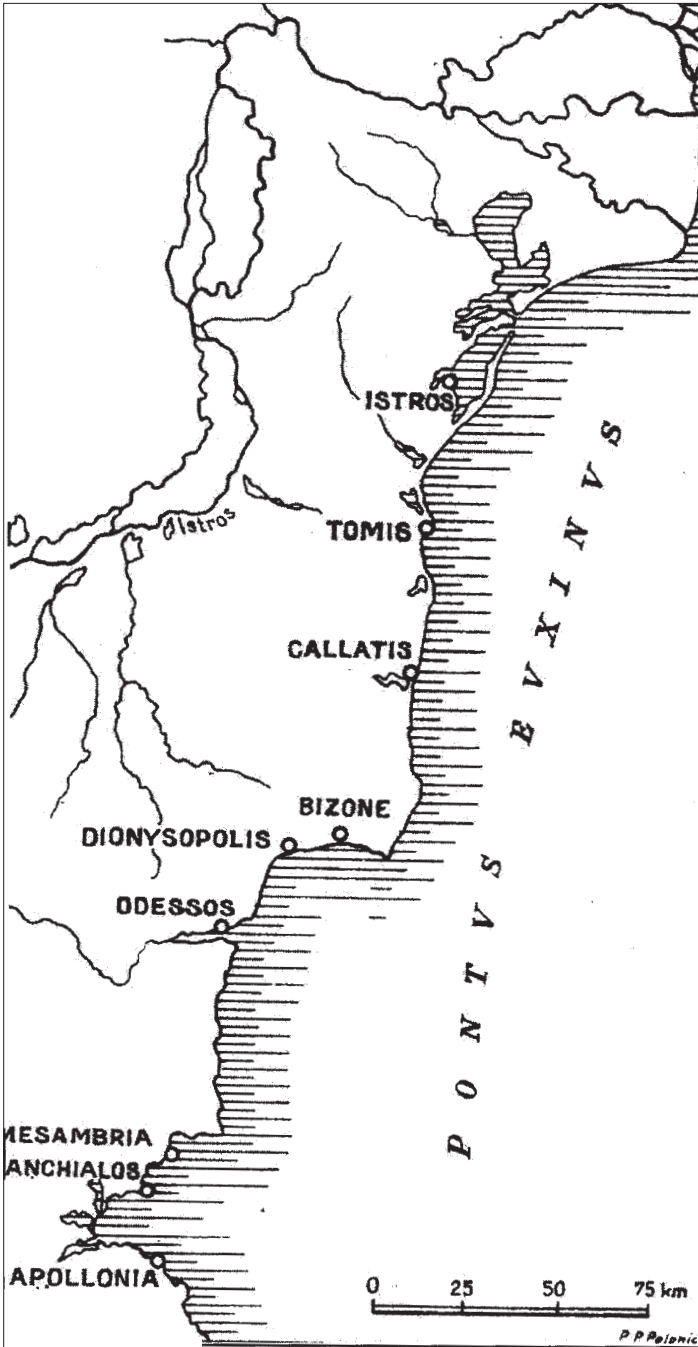 ISTROS
Istros
TOMIS
CALLATIS
BIZONE
DIONYSOPOLIS
ODESSOS
MESAMBRIA
ANCHIALOS
APOLLONIA
PONTVS EVXINVS
0 25 50 75 km
P.P.Polonic